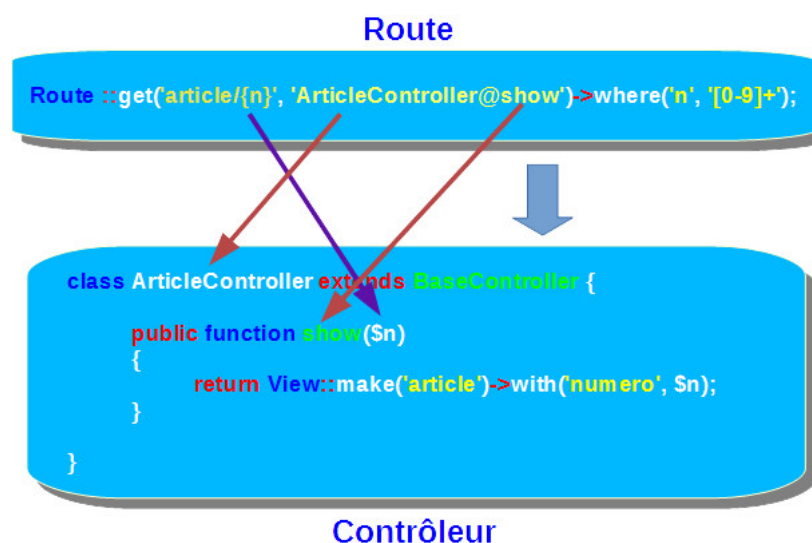 Route
Route ::get('article/{n}', 'ArticleController@show')->where('n', '[0-9]+');
class ArticleController extends BaseController {
public function show($n)
{
return View::make('article')->with('numero', $n);
}
}
Contrôleur